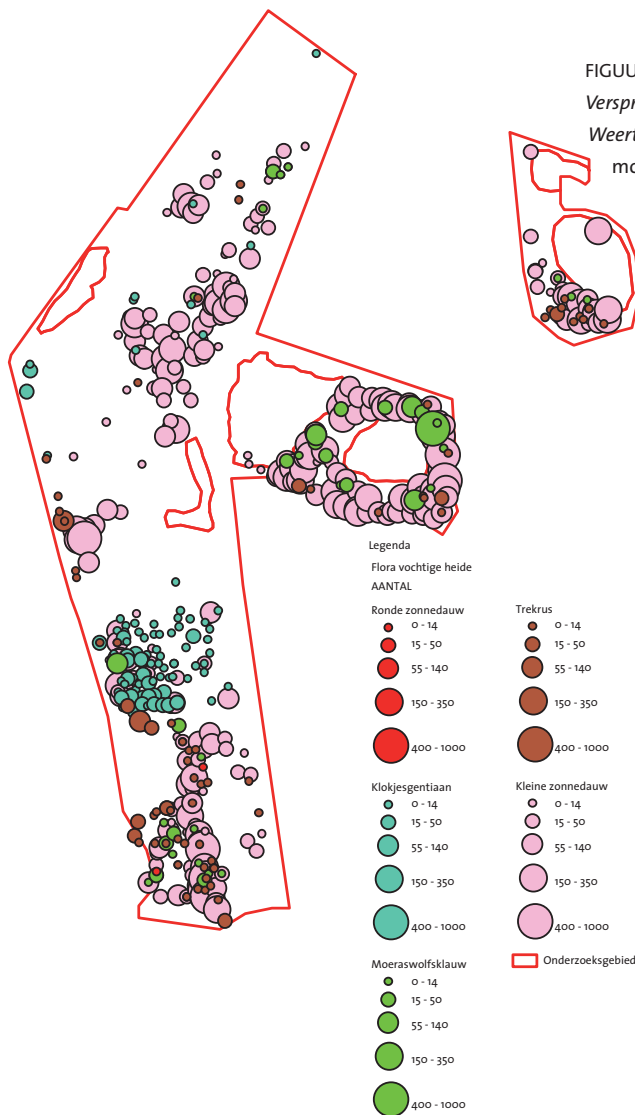 FIGUU
Verspr
Weert
mo
Legenda
Flora vochtige heide
AANTAL
Ronde zonnedauw
0 - 14
15 - 50
55 - 140
150 - 350
400 - 1000
Trekrus
0 - 14
15 - 50
55 - 140
150 - 350
400 - 1000
Klokjesgentiaan
0 - 14
15 - 50
55 - 140
150 - 350
400 - 1000
Kleine zonnedauw
0 - 14
15 - 50
55 - 140
150 - 350
400 - 1000
Moeraswolfsklauw
0 - 14
15 - 50
55 - 140
150 - 350
400 - 1000
Onderzoeksgebied